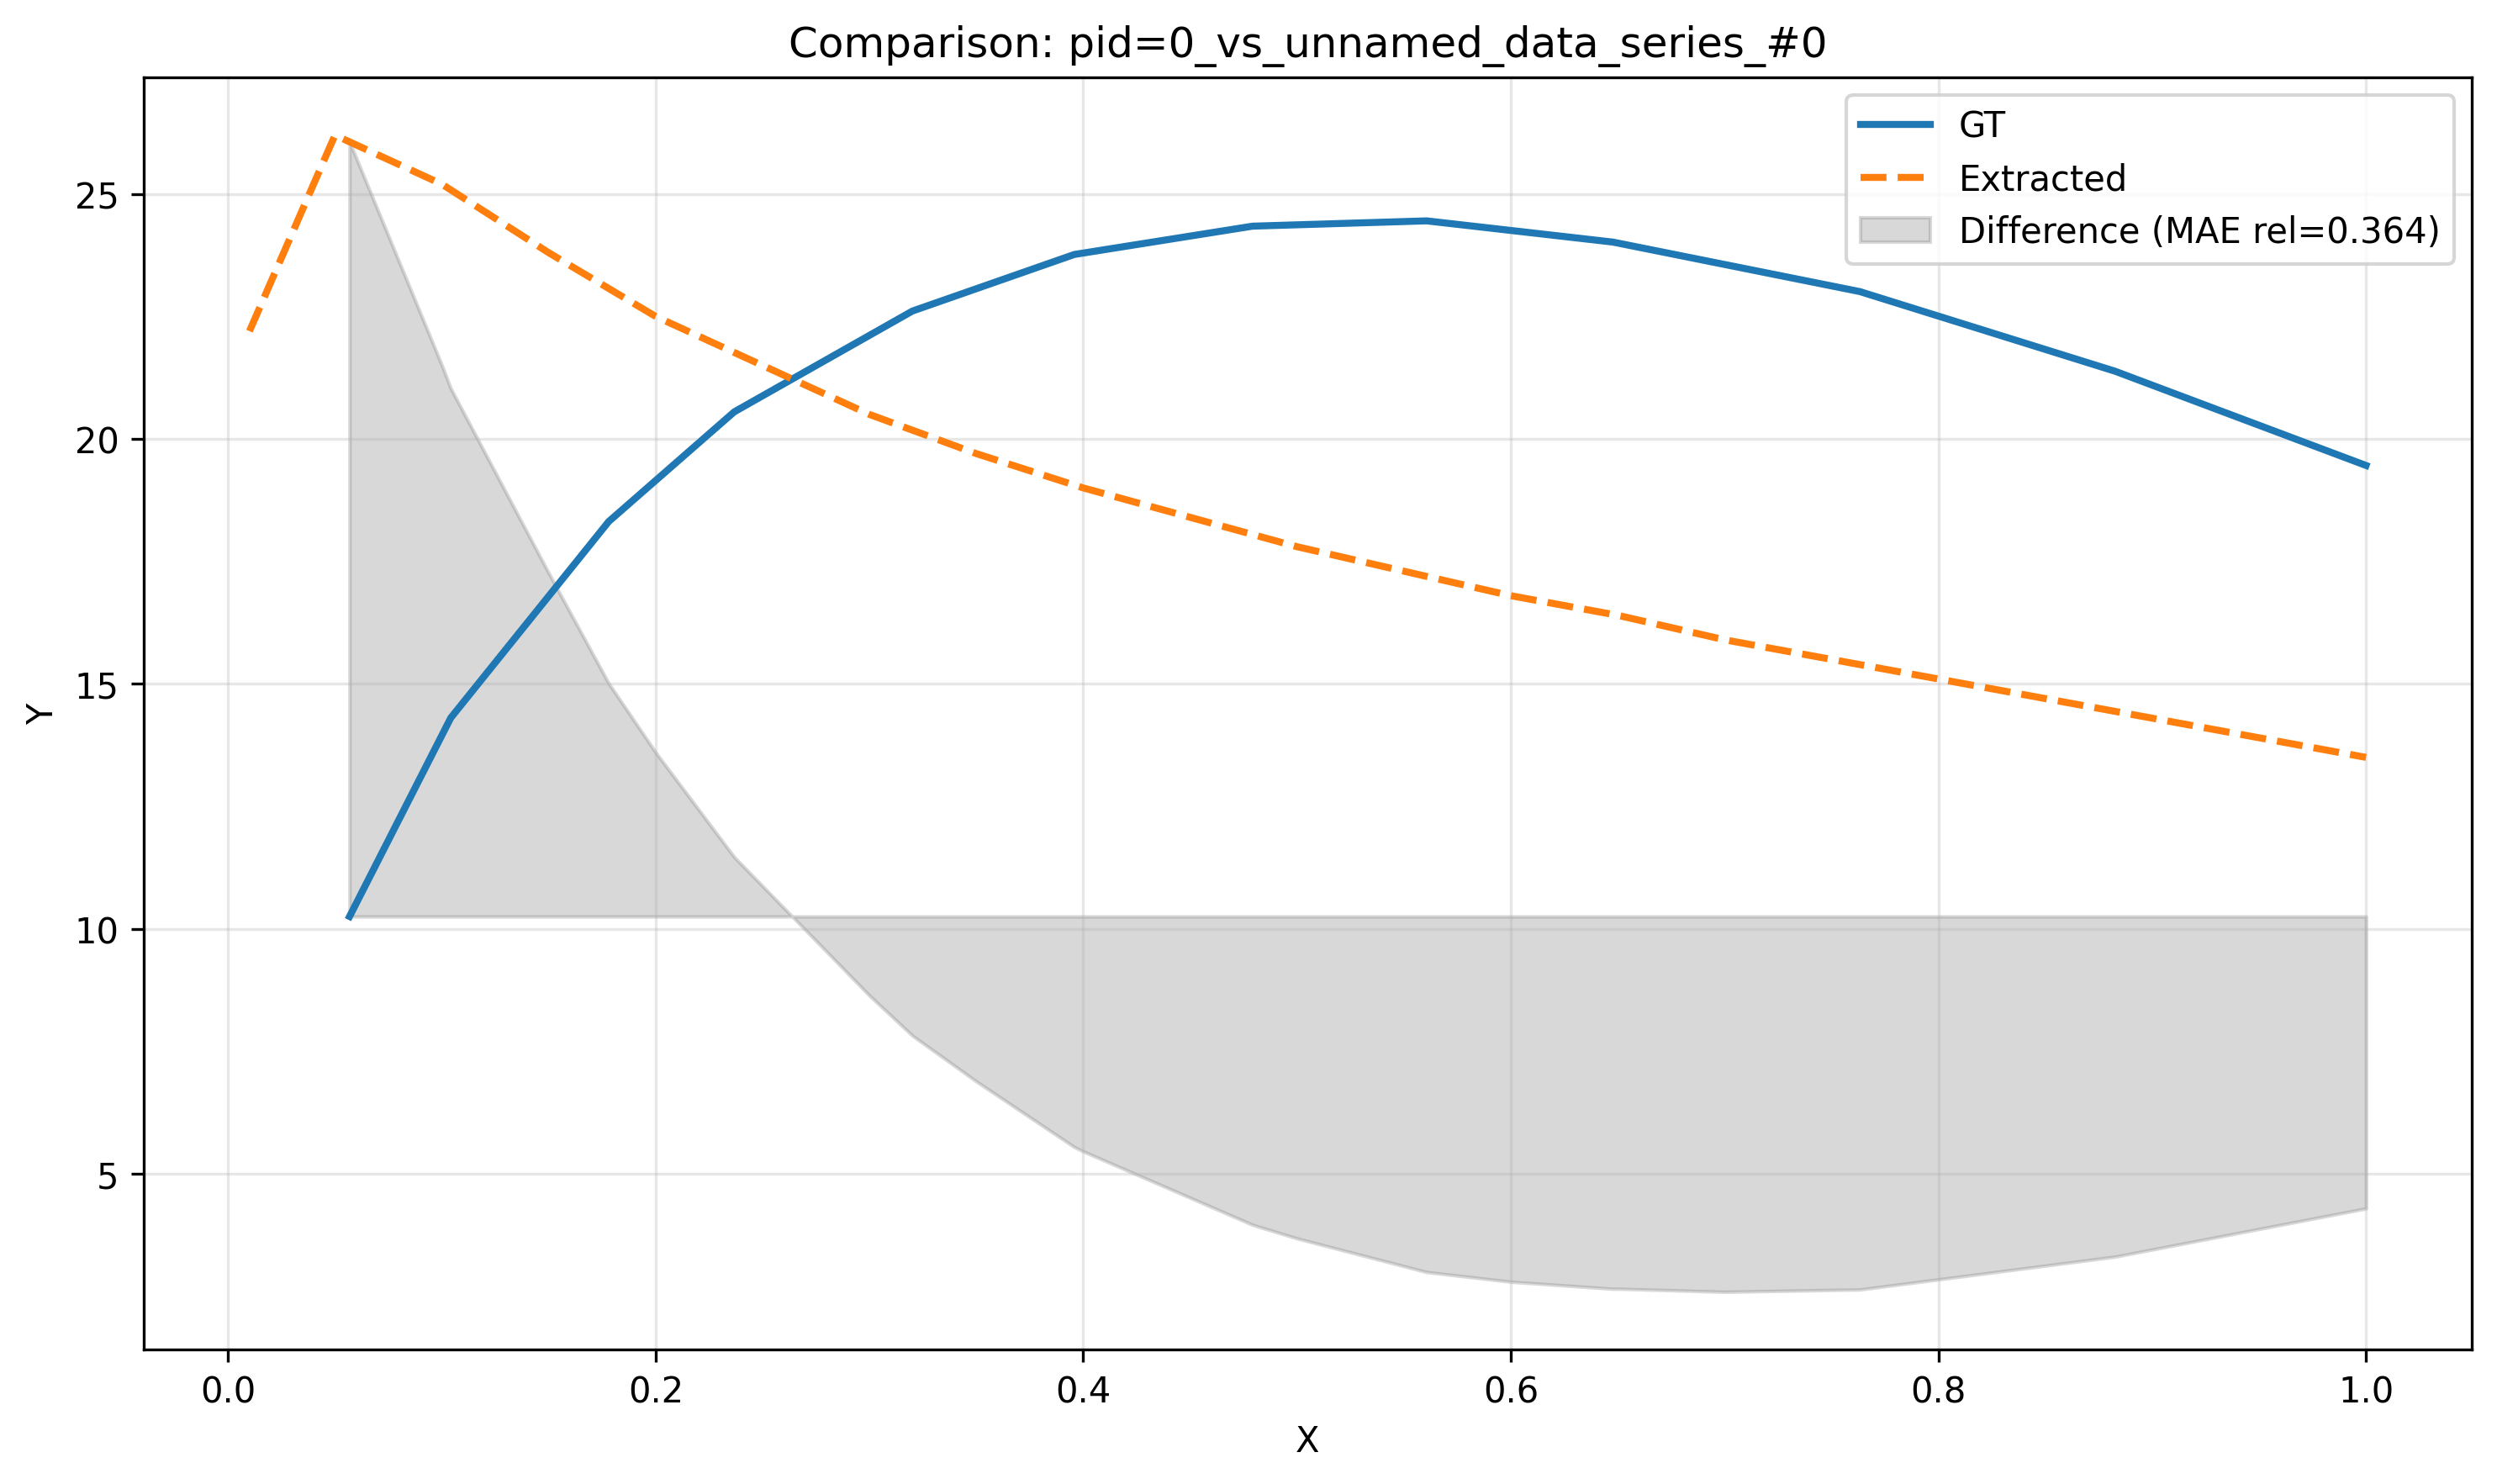 Comparison: pid=0_vs_unnamed_data_series_#0
GT
Extracted
Difference (MAE rel=0.364)
25
20
15
10
5
Y
0.0 0.2 0.4 0.6 0.8 1.0
X